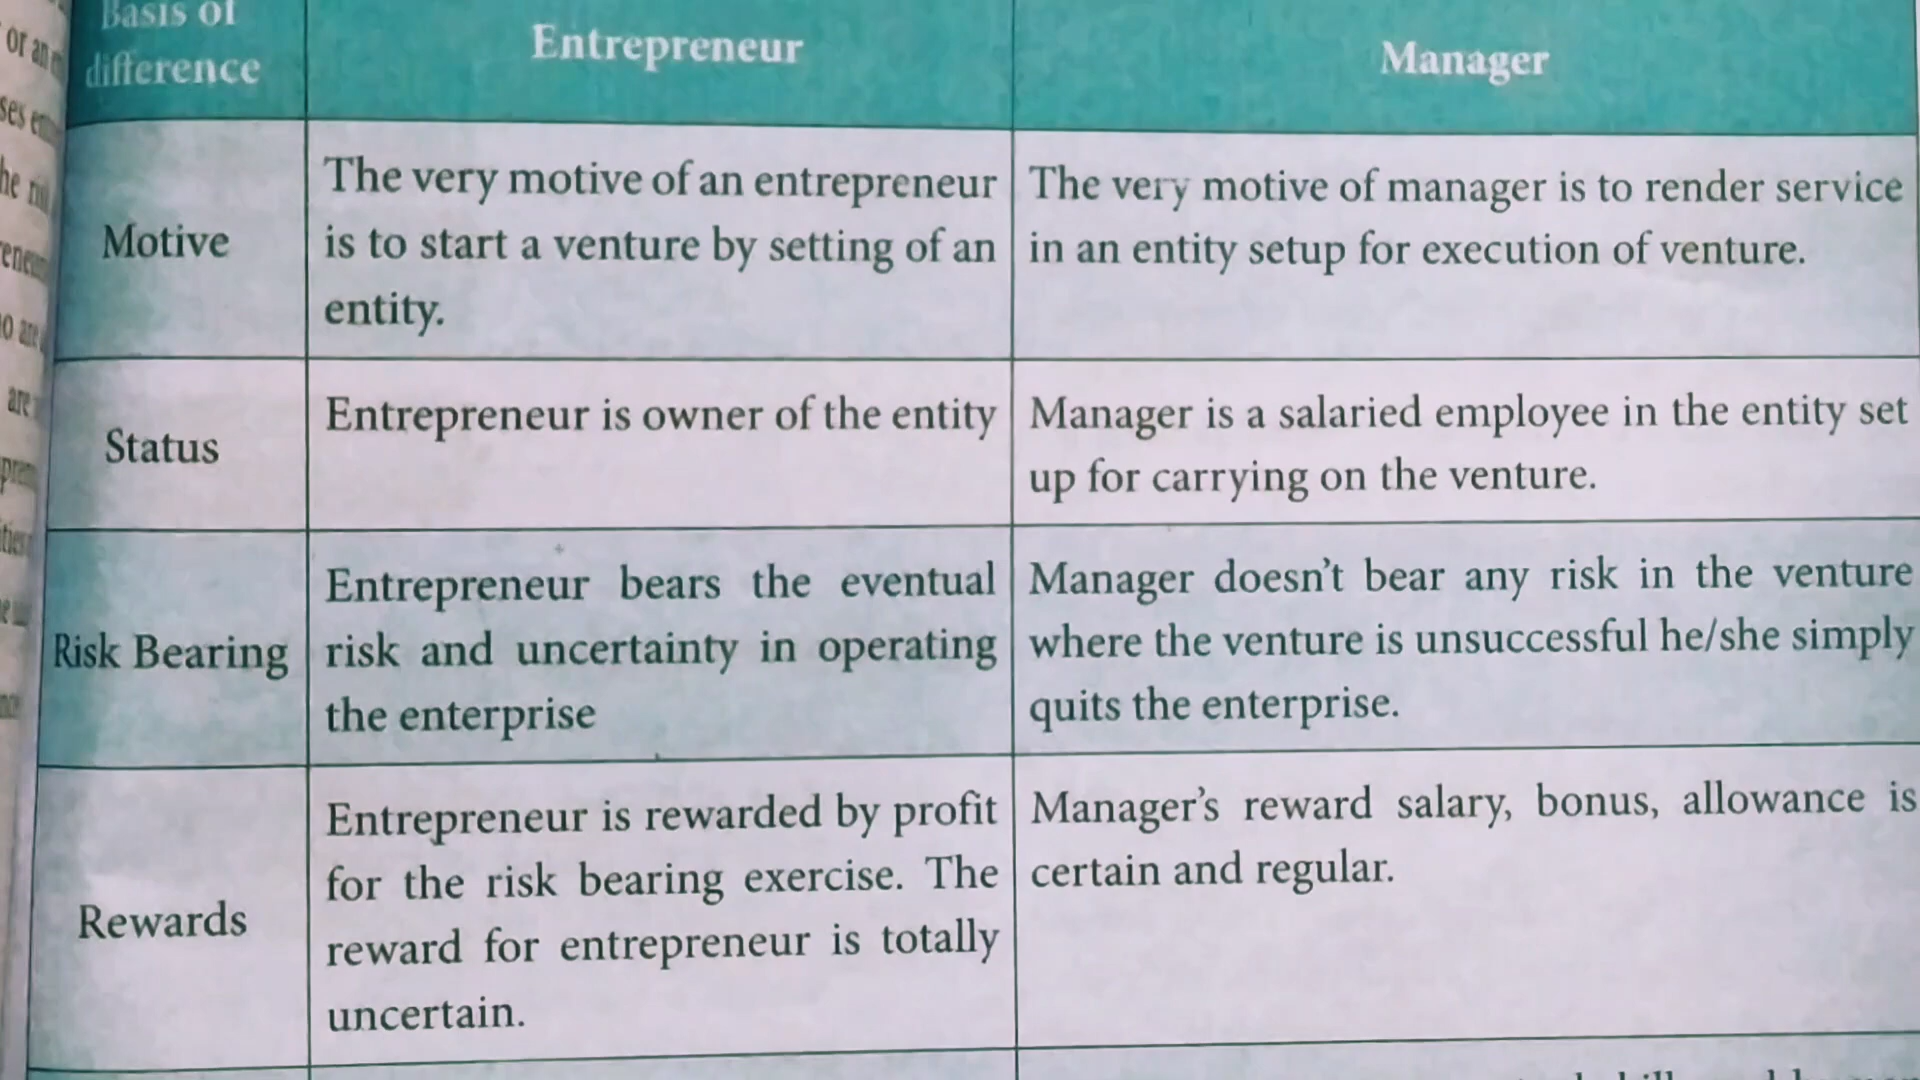 Basis of
difference
Entrepreneur
Manager
Motive
The very motive of an entrepreneur
is to start a venture by setting of an
entity.
The very motive of manager is to render service
in an entity setup for execution of venture.
Status
Entrepreneur is owner of the entity
Manager is a salaried employee in the entity set
up for carrying on the venture.
Risk Bearing
Entrepreneur bears the eventual
risk and uncertainty in operating
the enterprise
Manager doesn't bear any risk in the venture
where the venture is unsuccessful he/she simply
quits the enterprise.
Rewards
Entrepreneur is rewarded by profit
for the risk bearing exercise. The
reward for entrepreneur is totally
uncertain.
Manager's reward salary, bonus, allowance is
certain and regular.